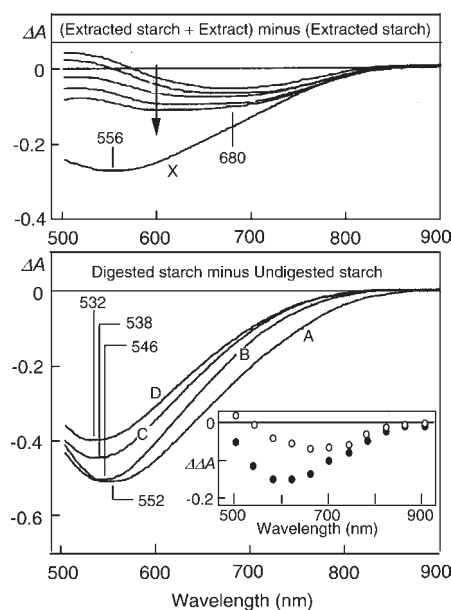 ΔA
(Extracted starch + Extract) minus (Extracted starch)
0
-0.2
-0.4
556
X
680
500 600 700 800 900
ΔA
Digested starch minus Undigested starch
0
-0.2
-0.4
-0.6
532
538
546
552
A
B
C
D
0
ΔΔA
-0.2
500 700 900
Wavelength (nm)
500 600 700 800 900
Wavelength (nm)